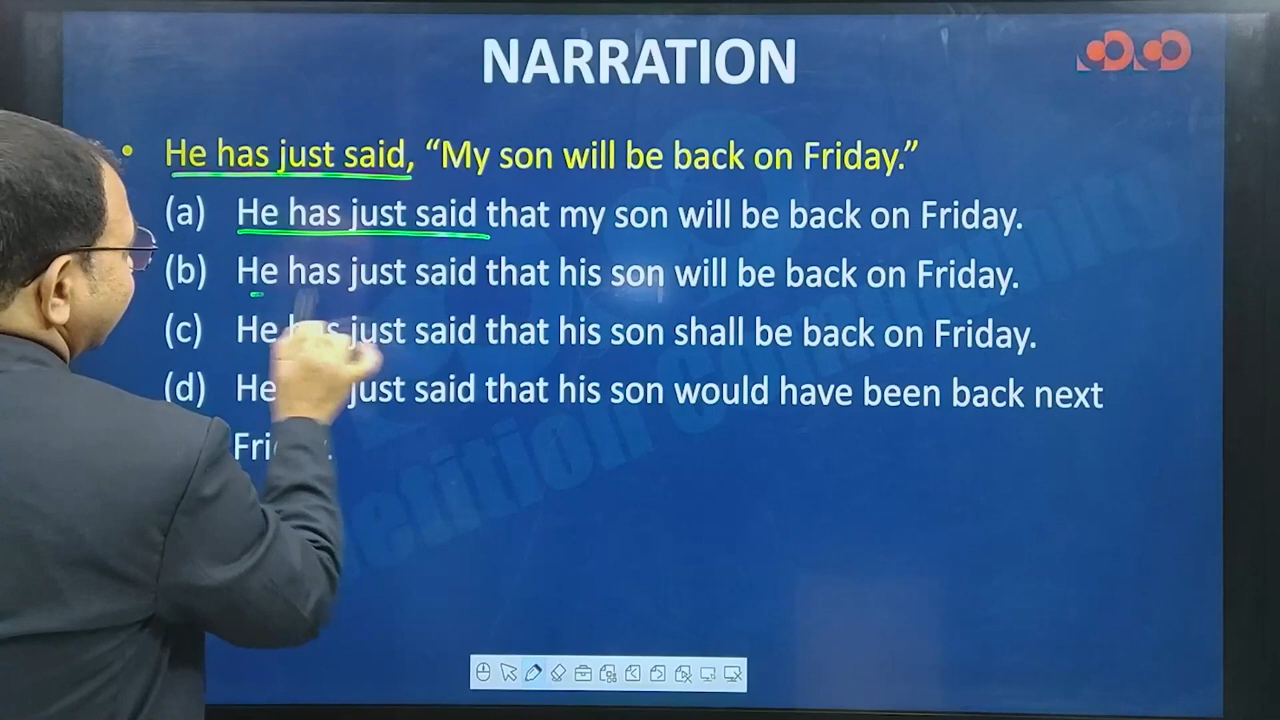 NARRATION
• He has just said, “My son will be back on Friday.”
(a) He has just said that my son will be back on Friday.
(b) He has just said that his son will be back on Friday.
(c) He has just said that his son shall be back on Friday.
(d) He just said that his son would have been back next